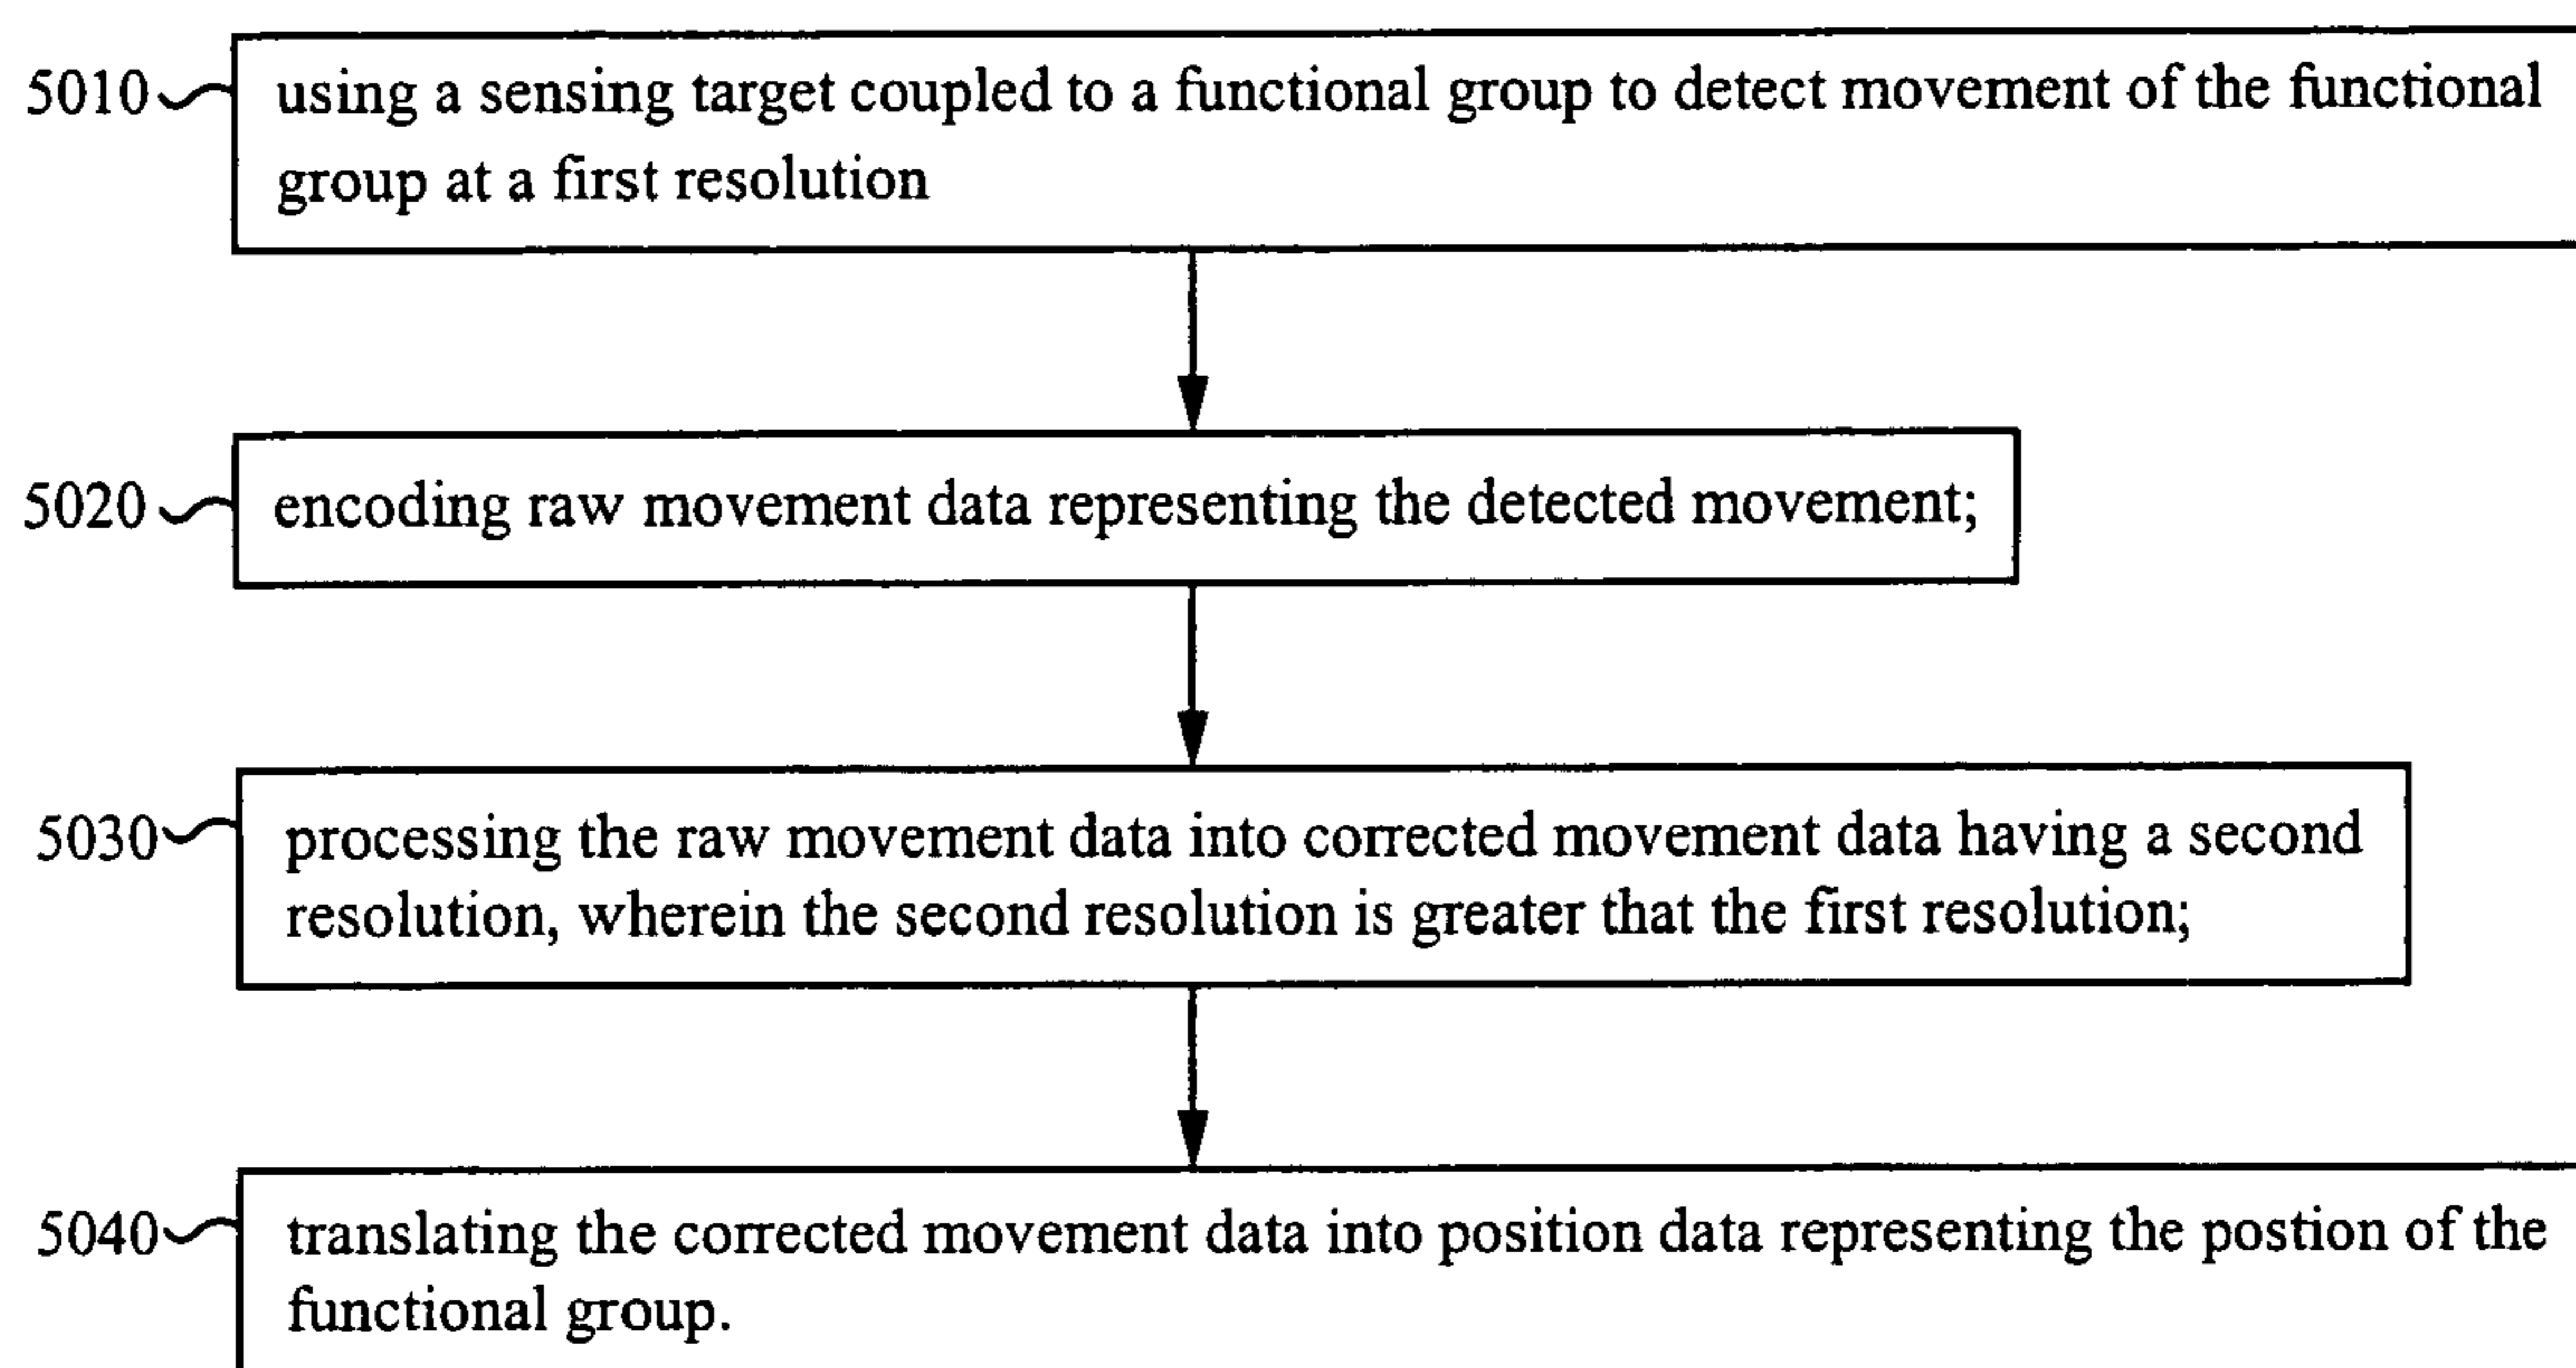 5010 using a sensing target coupled to a functional group to detect movement of the functional
group at a first resolution
5020 encoding raw movement data representing the detected movement;
5030 processing the raw movement data into corrected movement data having a second
resolution, wherein the second resolution is greater that the first resolution;
5040 translating the corrected movement data into position data representing the postion of the
functional group.